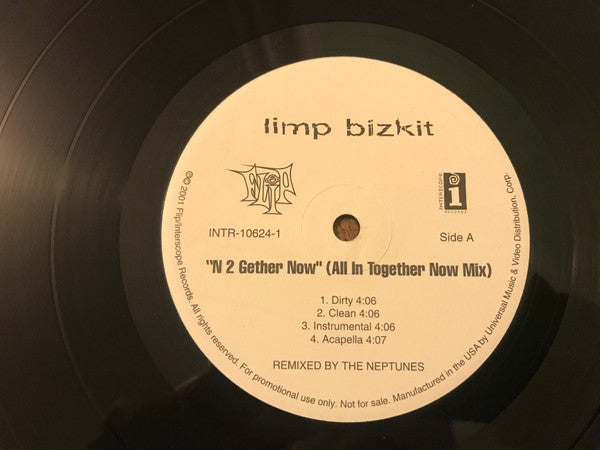 limp bizkit
FLIP
INTERSCOPE
RECORDS
INTR-10624-1
Side A
"N 2 Gether Now" (All In Together Now Mix)
1. Dirty 4:06
2. Clean 4:06
3. Instrumental 4:06
4. Acapella 4:07
REMIXED BY THE NEPTUNES
℗© 2001 Flip/Interscope Records. All rights reserved. For promotional use only. Not for sale. Manufactured in the USA by Universal Music & Video Distribution, Corp.